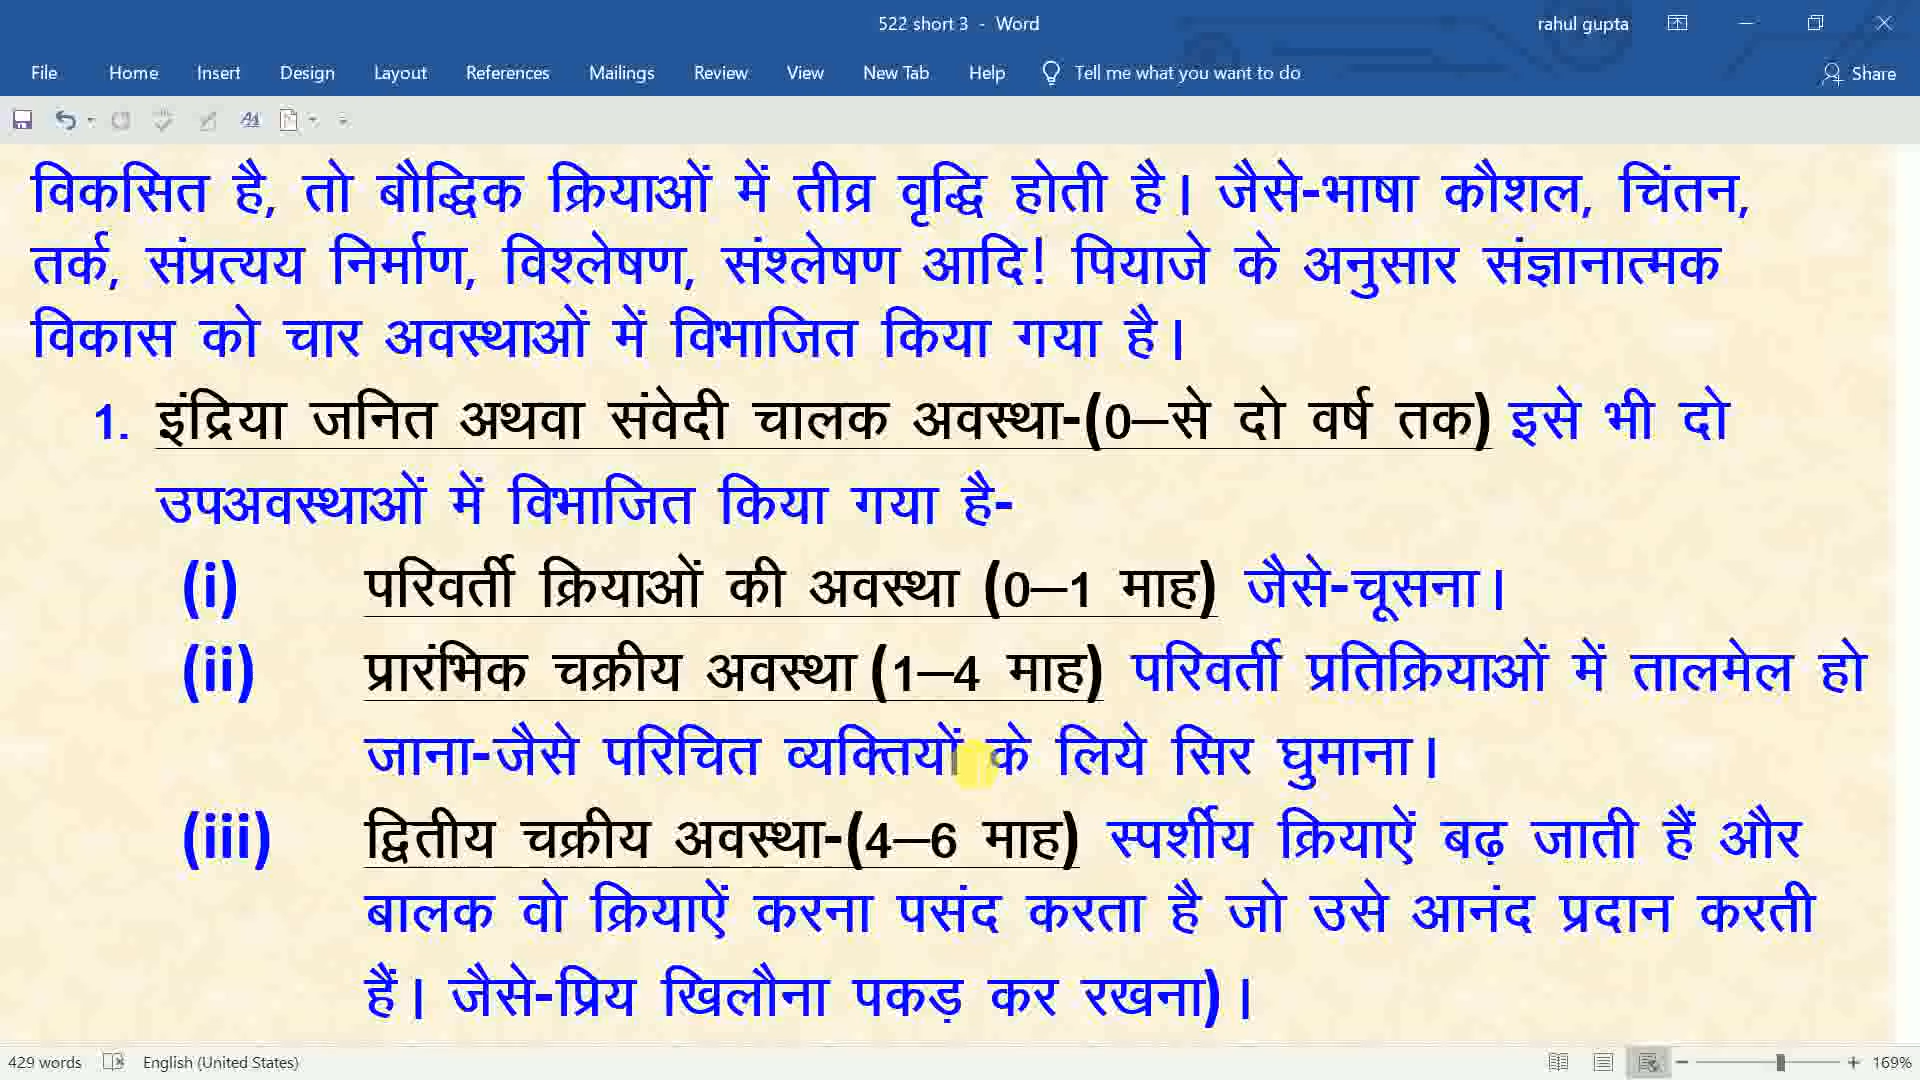 522 short 3 - Word
rahul gupta
File Home Insert Design Layout References Mailings Review View New Tab Help Tell me what you want to do Share
विकसित है, तो बौद्धिक क्रियाओं में तीव्र वृद्धि होती है। जैसे-भाषा कौशल, चिंतन,
तर्क, संप्रत्यय निर्माण, विश्लेषण, संश्लेषण आदि! पियाजे के अनुसार संज्ञानात्मक
विकास को चार अवस्थाओं में विभाजित किया गया है।
1. इंद्रिया जनित अथवा संवेदी चालक अवस्था-(0–से दो वर्ष तक) इसे भी दो
उपअवस्थाओं में विभाजित किया गया है-
(i) परिवर्ती क्रियाओं की अवस्था (0–1 माह) जैसे-चूसना।
(ii) प्रारंभिक चक्रीय अवस्था (1–4 माह) परिवर्ती प्रतिक्रियाओं में तालमेल हो
जाना-जैसे परिचित व्यक्तियों के लिये सिर घुमाना।
(iii) द्वितीय चक्रीय अवस्था-(4–6 माह) स्पर्शीय क्रियाऐं बढ़ जाती हैं और
बालक वो क्रियाऐं करना पसंद करता है जो उसे आनंद प्रदान करती
हैं। जैसे-प्रिय खिलौना पकड़ कर रखना)।
429 words English (United States) 169%